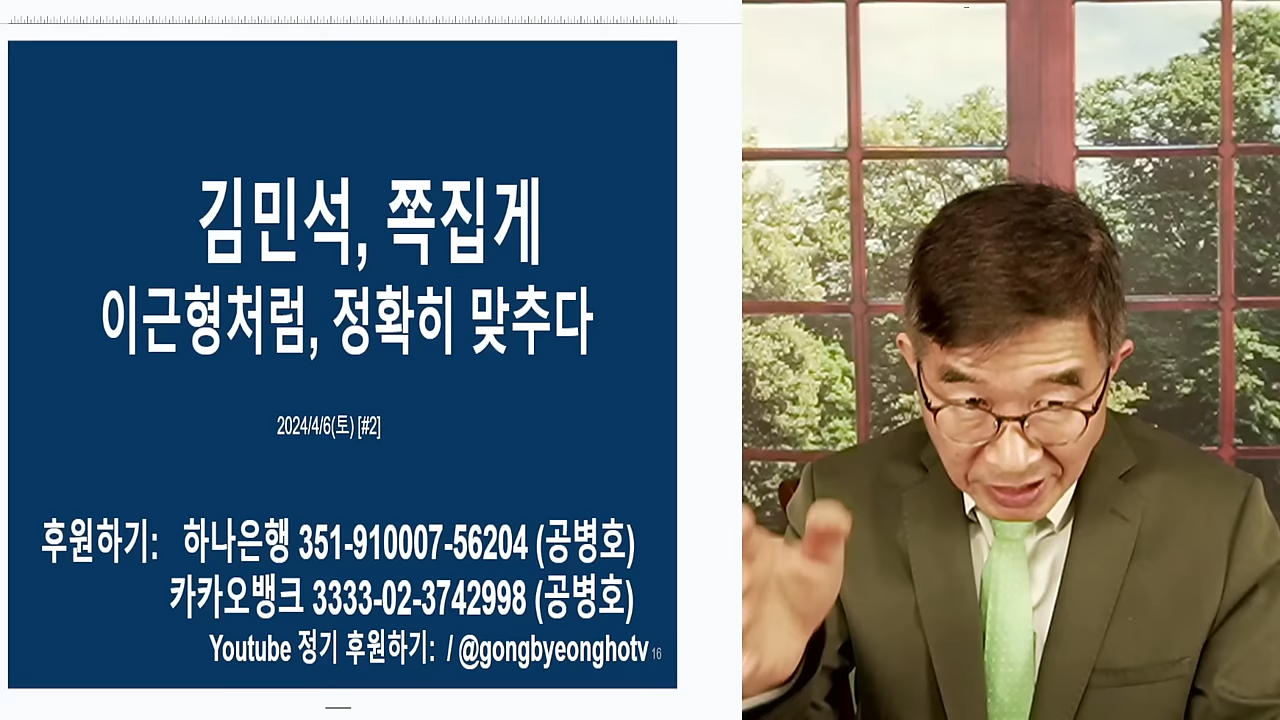 김민석, 쪽집게
이근형처럼, 정확히 맞추다
2024/4/6(토) [#2]
후원하기: 하나은행 351-910007-56204 (공병호)
카카오뱅크 3333-02-3742998 (공병호)
Youtube 정기 후원하기: / @gongbyeonghotv
16